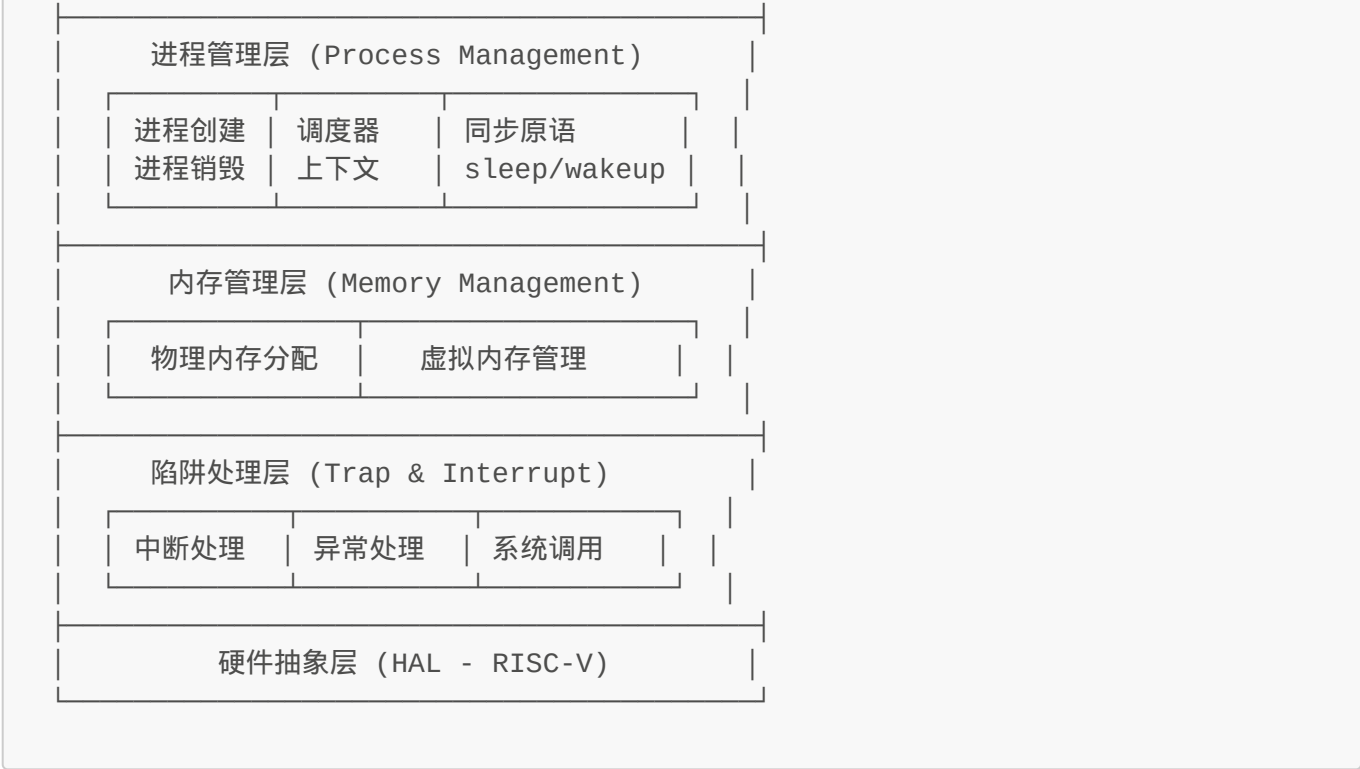 进程管理层 (Process Management)
进程创建 调度器 同步原语
进程销毁 上下文 sleep/wakeup
内存管理层 (Memory Management)
物理内存分配 虚拟内存管理
陷阱处理层 (Trap & Interrupt)
中断处理 异常处理 系统调用
硬件抽象层 (HAL - RISC-V)